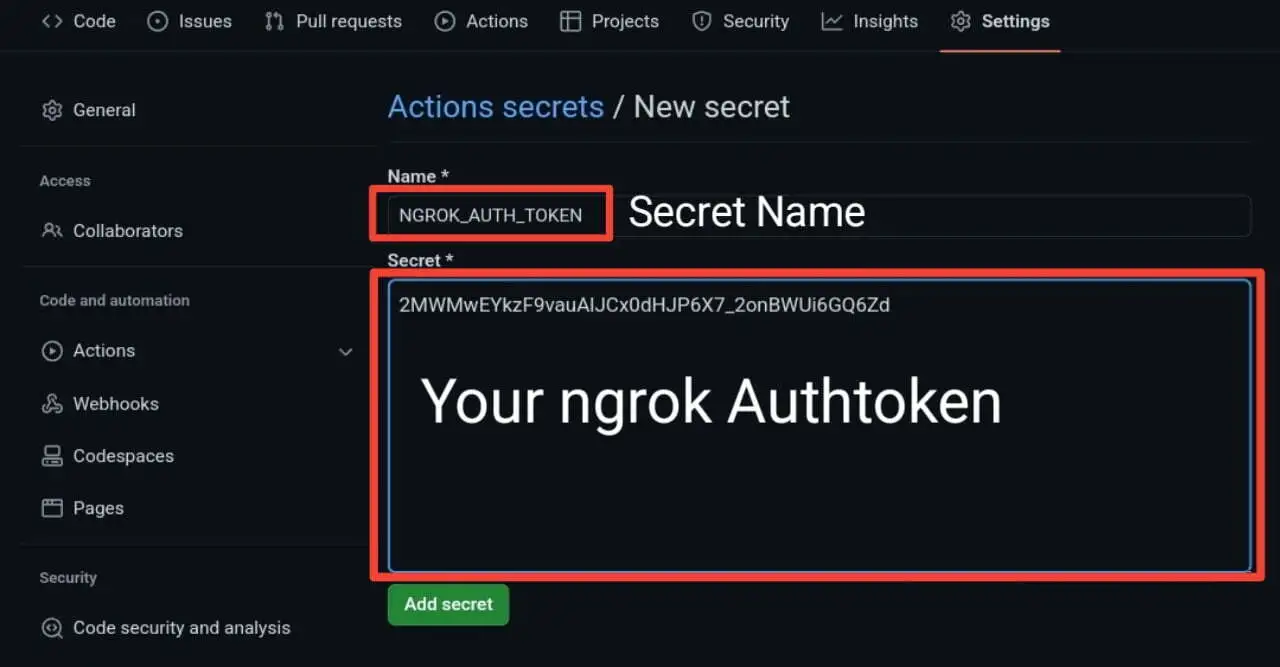 Code Issues Pull requests Actions Projects Security Insights Settings
General
Actions secrets / New secret
Access
Name *
NGROK_AUTH_TOKEN Secret Name
Collaborators
Secret *
Code and automation
2MWMwEYkzF9vauAIJCx0dHJP6X7_2onBWUi6GQ6Zd
Actions
Your ngrok Authtoken
Webhooks
Codespaces
Pages
Security
Add secret
Code security and analysis